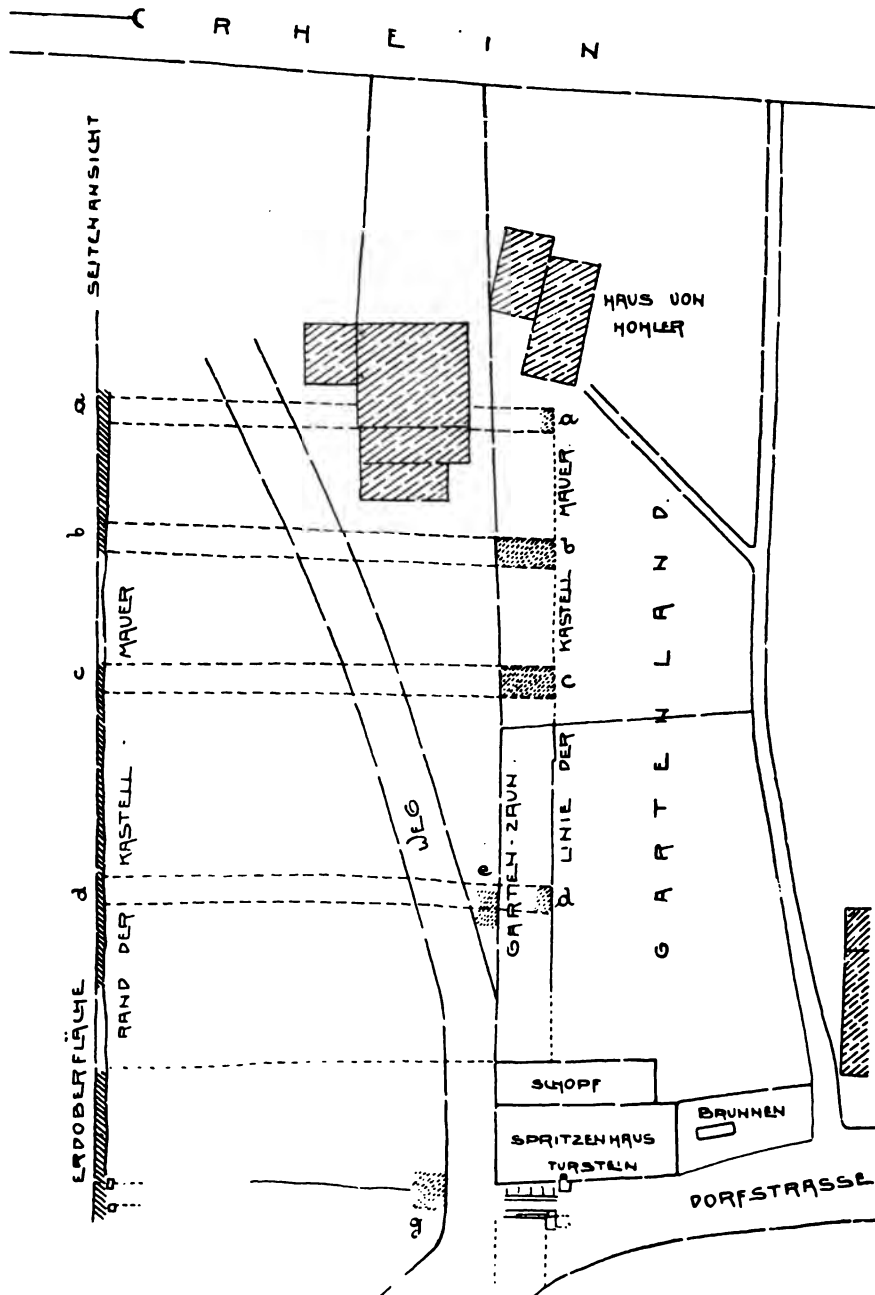 RHEIN
SEITENANSICHT
HAUS VON
HOHLER
a
a
b
b
c
c
d
d
e
g
MAUER
KASTELL
RAND DER
ERDOBERFLÄCHE
WEG
GARTEN-ZAUN
LINIE DER KASTELL MAUER
GARTENLAND
SCHOPF
SPRITZENHAUS
TURSTEIN
BRUNNEN
DORFSTRASSE